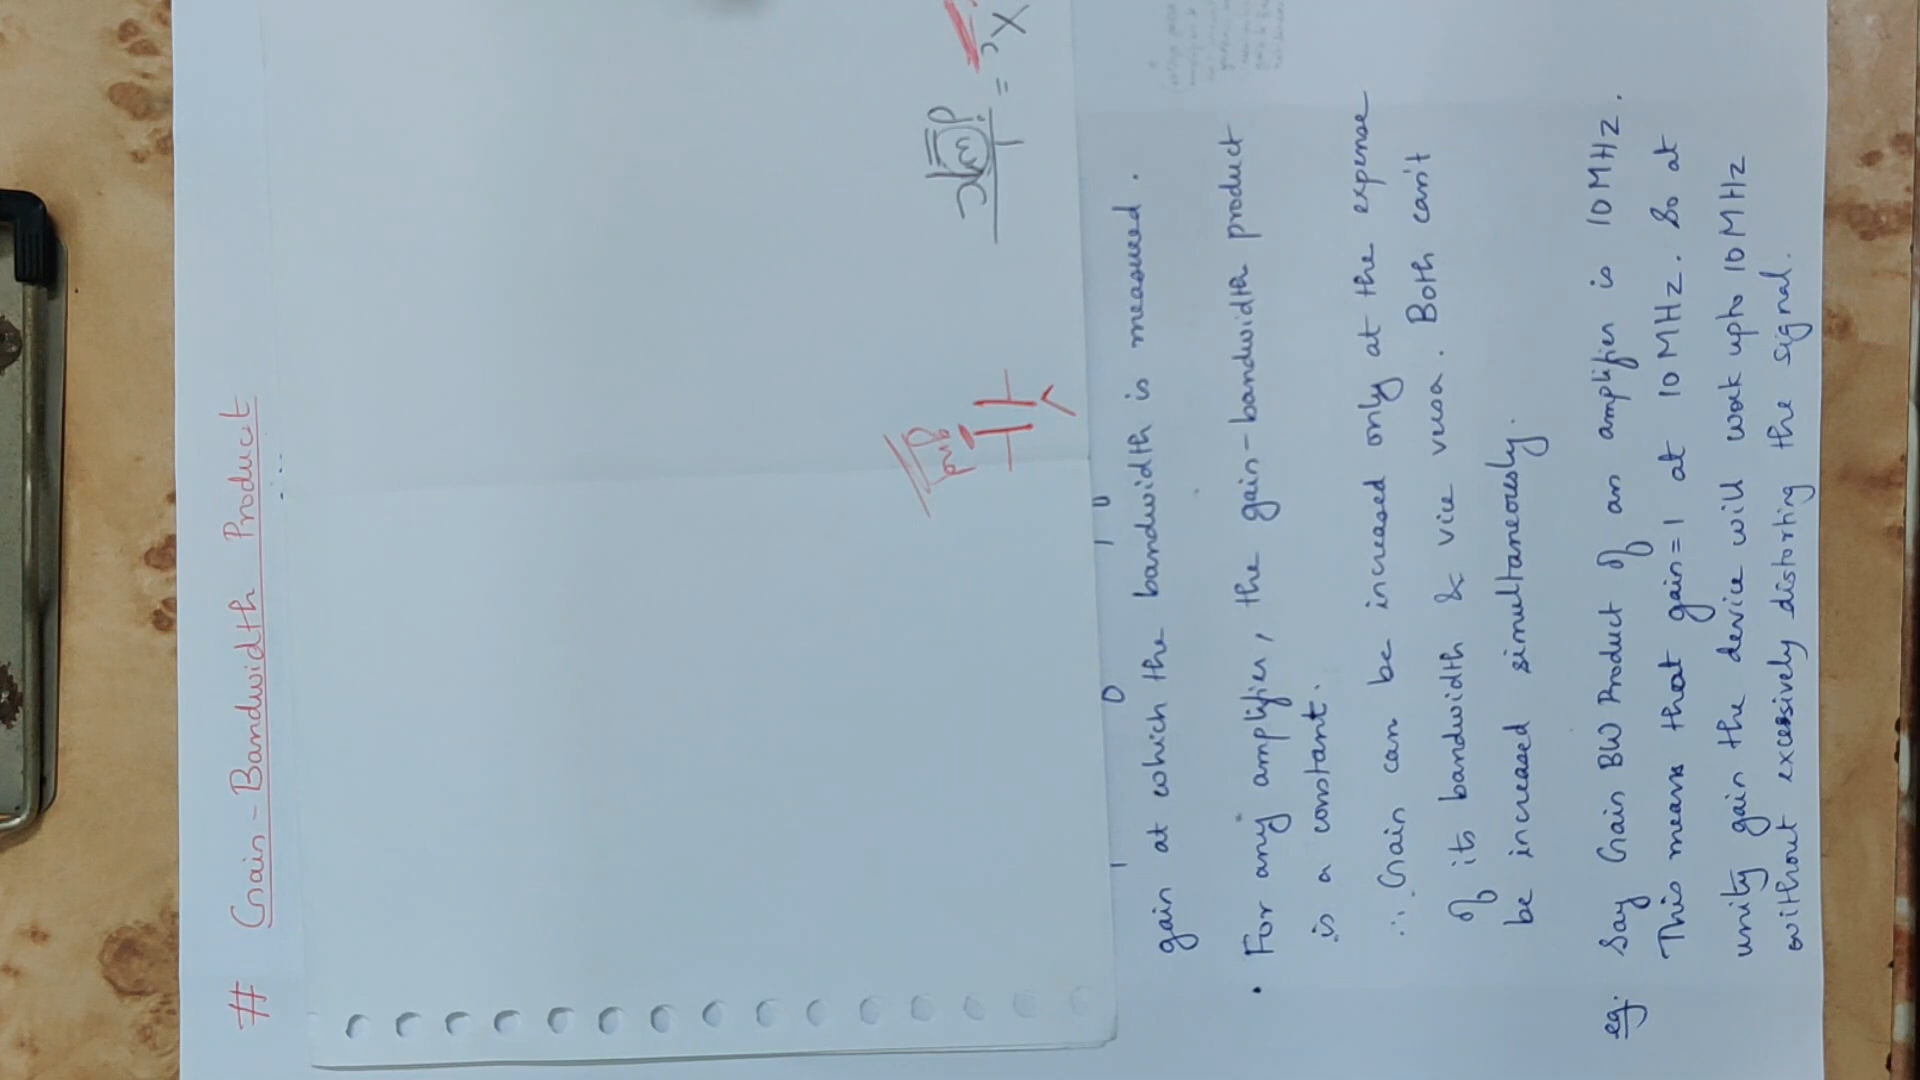 # Gain-Bandwidth Product
gain at which the bandwidth is measured.
• For any amplifier, the gain-bandwidth product
is a constant.
∴ Gain can be increased only at the expense
of its bandwidth & vice versa. Both can't
be increased simultaneously.
eg. Say Gain BW Product of an amplifier is 10MHz.
This means that gain=1 at 10MHz. So at
unity gain the device will work upto 10MHz
without excessively distorting the signal.